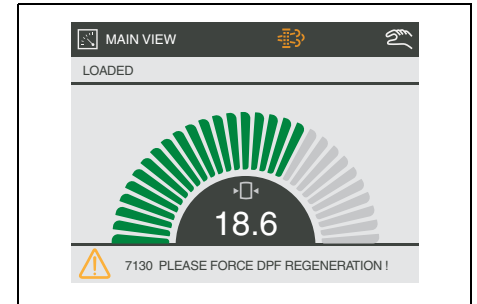 MAIN VIEW
LOADED
18.6
7130 PLEASE FORCE DPF REGENERATION !